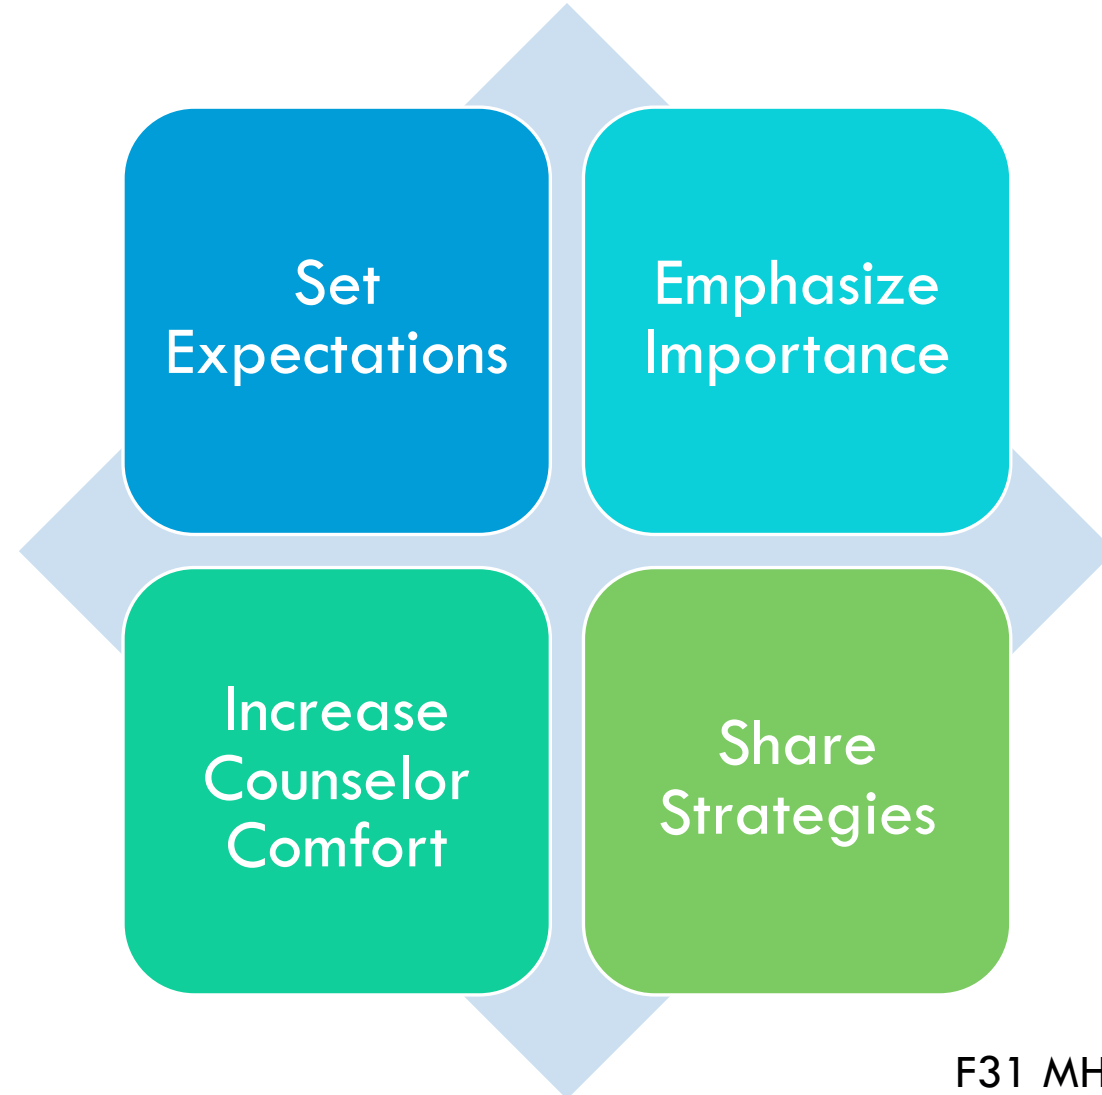 Set
Expectations
Emphasize
Importance
Increase
Counselor
Comfort
Share
Strategies
F31 MH